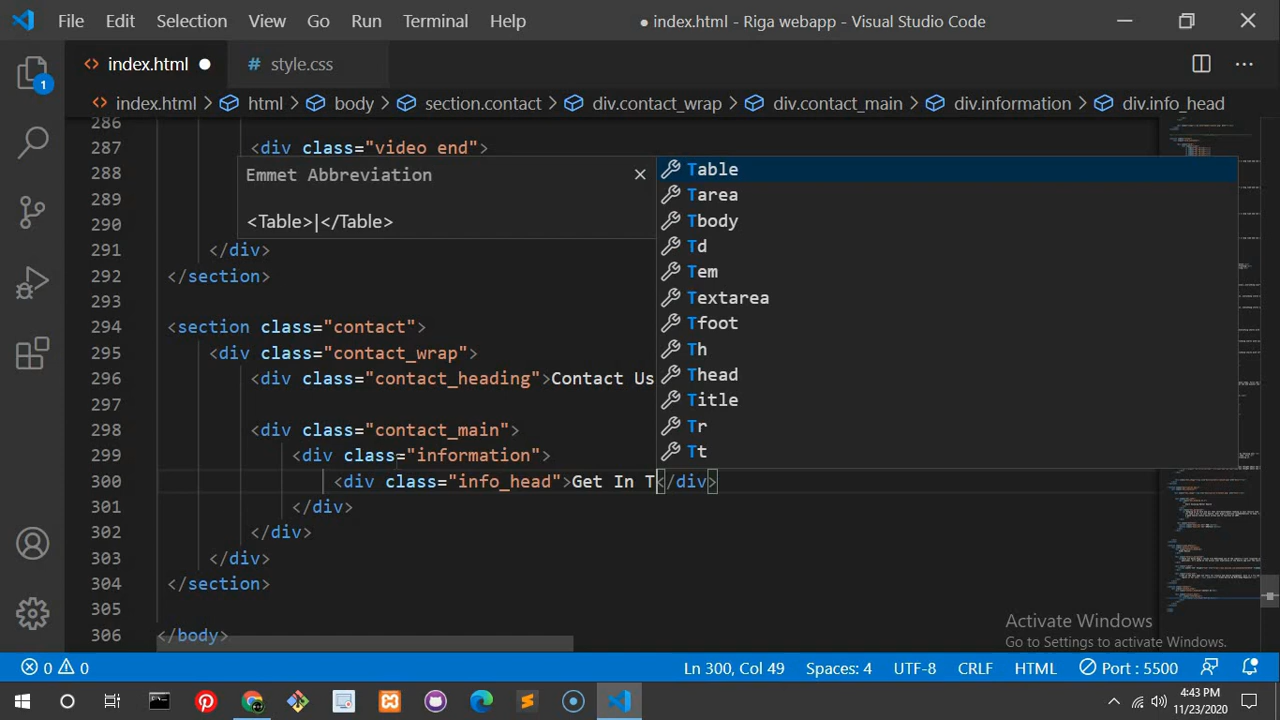 File Edit Selection View Go Run Terminal Help ● index.html - Riga webapp - Visual Studio Code
index.html ● # style.css
1
index.html > html > body > section.contact > div.contact_wrap > div.contact_main > div.information > div.info_head
286
287 <div class="video_end">
288
289
290
291 </div>
292 </section>
293
294 <section class="contact">
295 <div class="contact_wrap">
296 <div class="contact_heading">Contact Us
297
298 <div class="contact_main">
299 <div class="information">
300 <div class="info_head">Get In T</div>
301 </div>
302 </div>
303 </div>
304 </section>
305
306 </body>
Emmet Abbreviation
<Table>|</Table>
Table
Tarea
Tbody
Td
Tem
Textarea
Tfoot
Th
Thead
Title
Tr
Tt
Activate Windows
Go to Settings to activate Windows.
0 0 Ln 300, Col 49 Spaces: 4 UTF-8 CRLF HTML Port : 5500
4:43 PM
11/23/2020